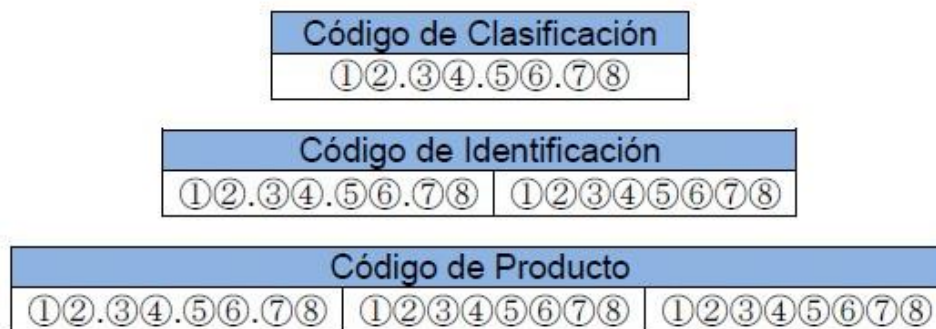 Código de Clasificación
①②.③④.⑤⑥.⑦⑧
Código de Identificación
①②.③④.⑤⑥.⑦⑧ ①②③④⑤⑥⑦⑧
Código de Producto
①②.③④.⑤⑥.⑦⑧ ①②③④⑤⑥⑦⑧ ①②③④⑤⑥⑦⑧